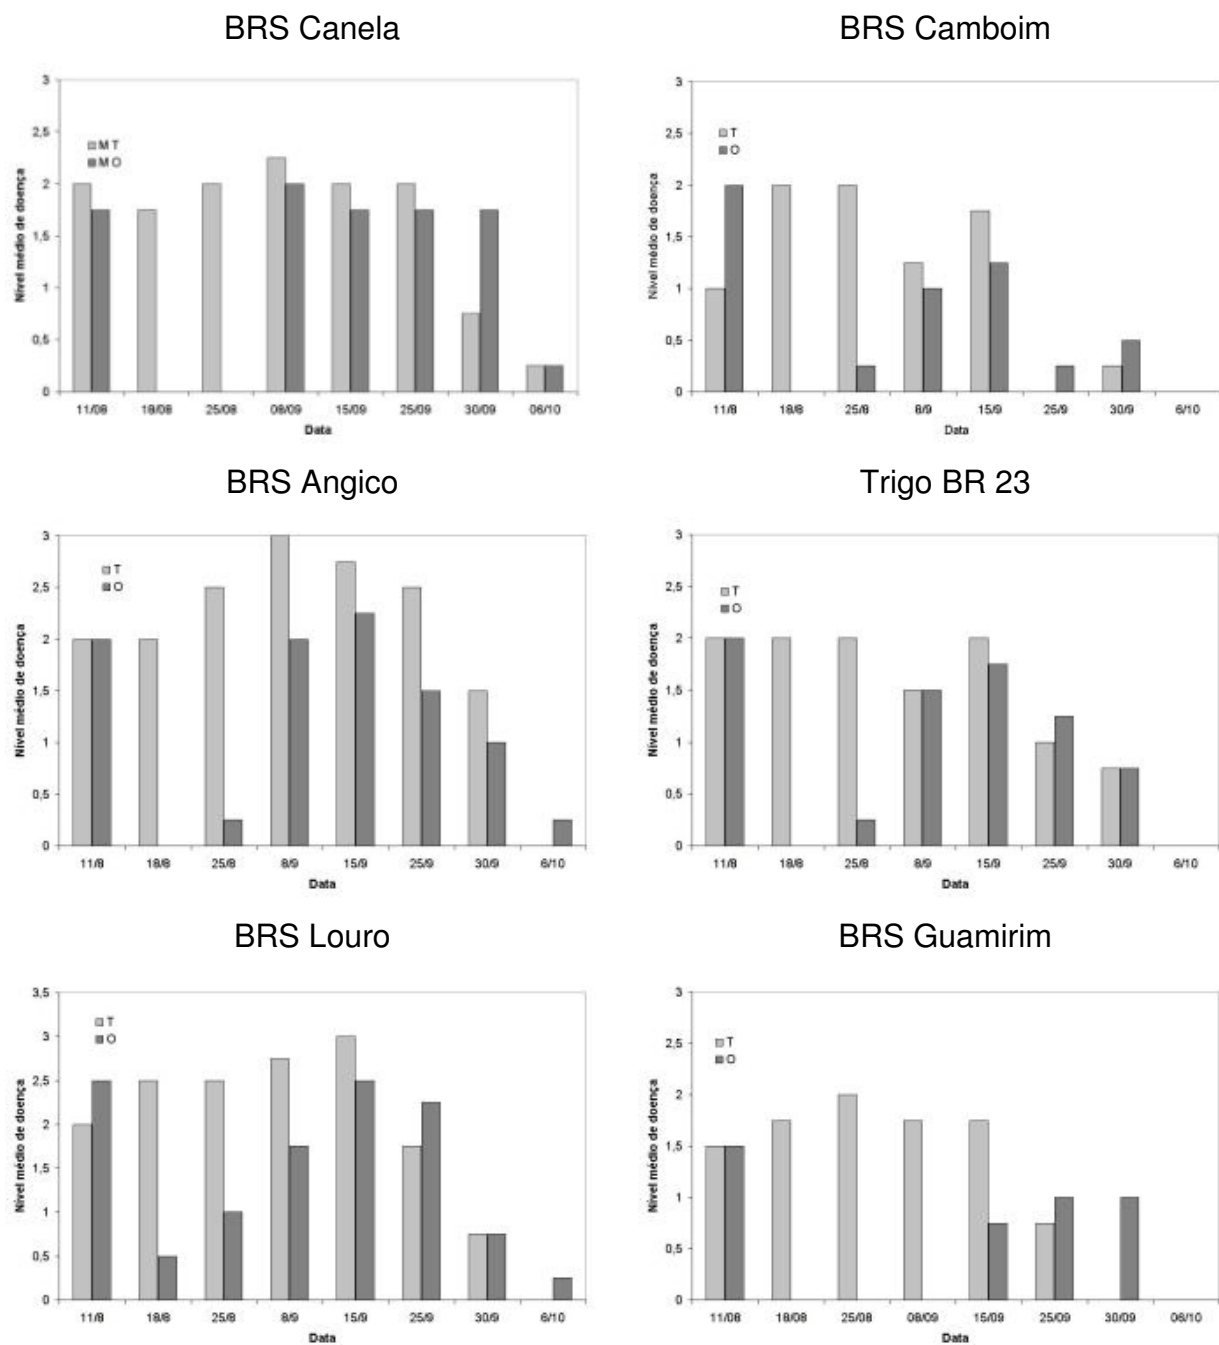 BRS Canela
3
2,5
2
1,5
1
0,5
0
Nível médio de doença
M T
M O
11/08 18/08 25/08 08/09 15/09 25/09 30/09 06/10
Data
BRS Camboim
3
2,5
2
1,5
1
0,5
0
Nível médio de doença
T
O
11/8 18/8 25/8 8/9 15/9 25/9 30/9 6/10
Data
BRS Angico
3
2,5
2
1,5
1
0,5
0
Nível médio de doença
T
O
11/8 18/8 25/8 8/9 15/9 25/9 30/9 6/10
Data
Trigo BR 23
3
2,5
2
1,5
1
0,5
0
Nível médio de doença
T
O
11/8 18/8 25/8 8/9 15/9 25/9 30/9 6/10
Data
BRS Louro
3,5
3
2,5
2
1,5
1
0,5
0
Nível médio de doença
T
O
11/8 18/8 25/8 8/9 15/9 25/9 30/9 6/10
Data
BRS Guamirim
3
2,5
2
1,5
1
0,5
0
Nível médio de doença
T
O
11/08 18/08 25/08 08/09 15/09 25/09 30/09 06/10
Data